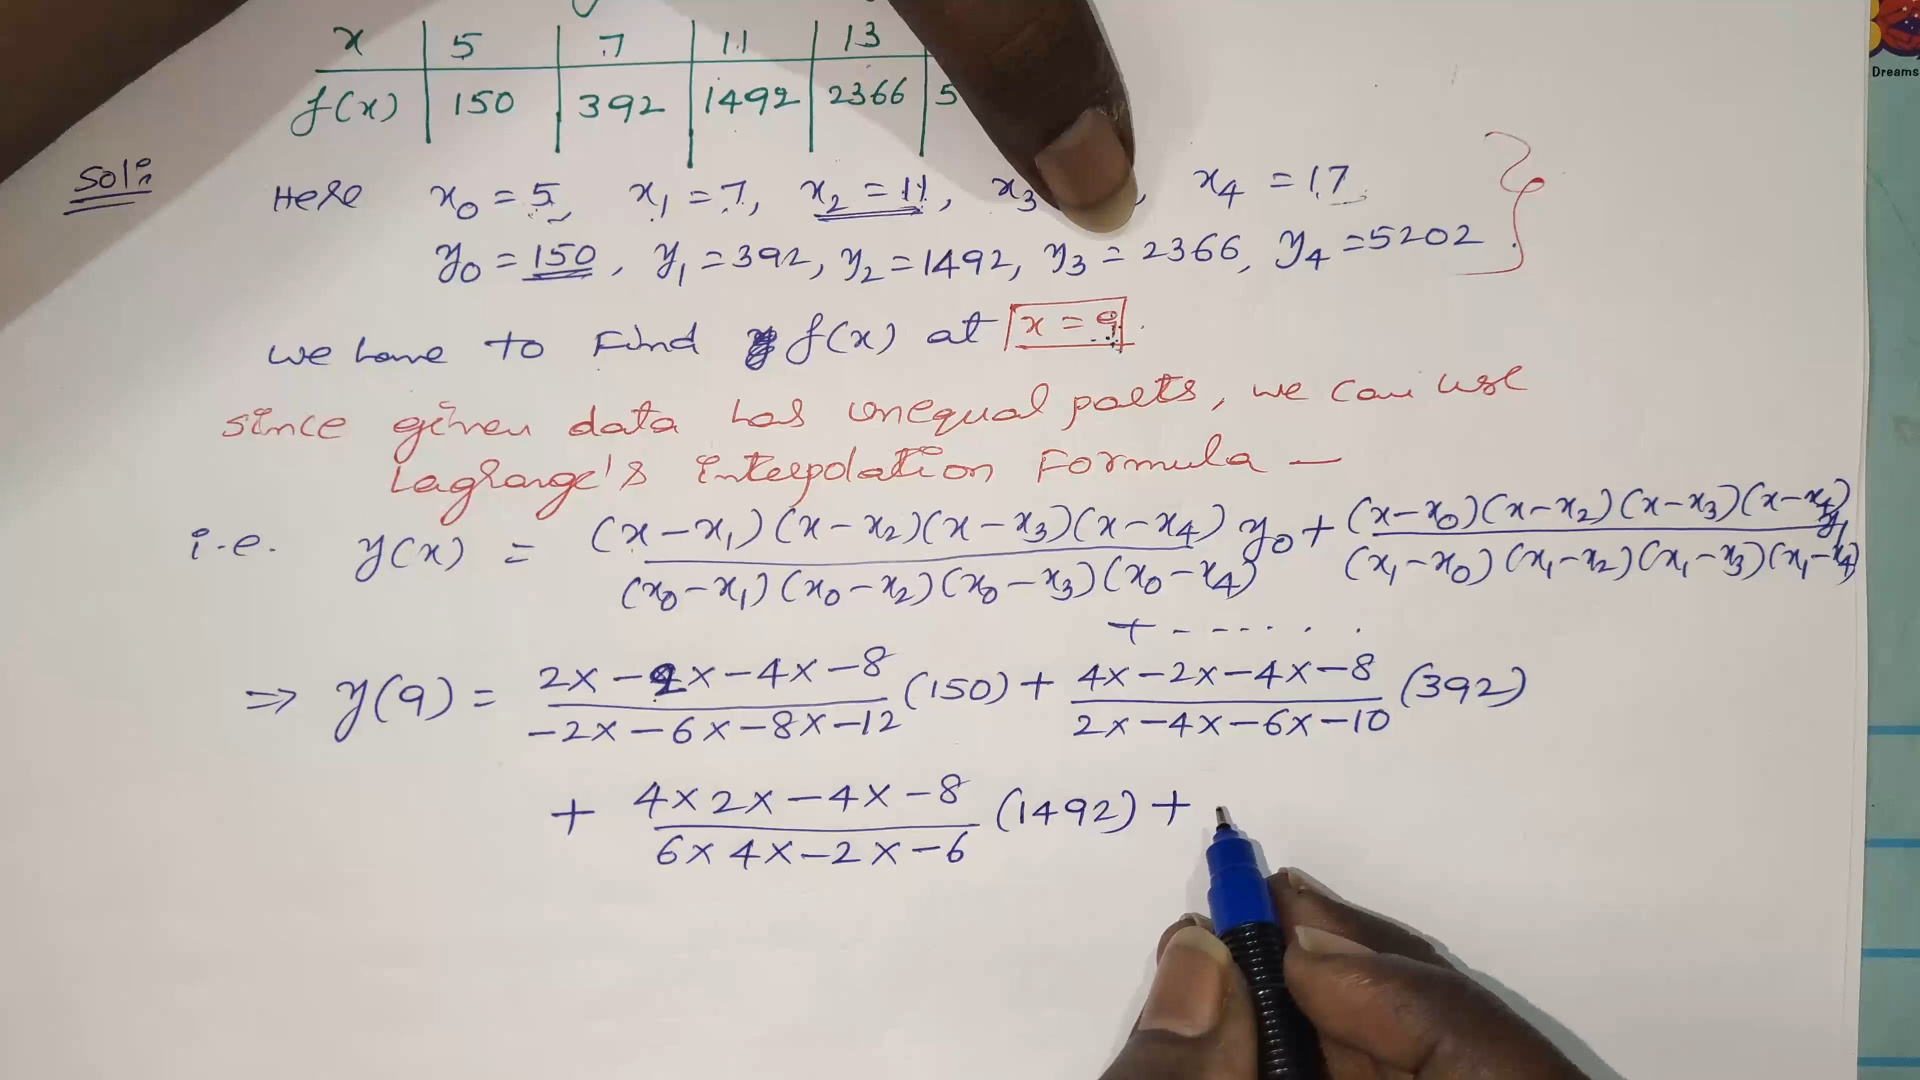 x 5 7 11 13
f(x) 150 392 1492 2366 5
Dreams
Soln
Here x₀ = 5, x₁ = 7, x₂ = 11, x₃ , x₄ = 17
y₀ = 150, y₁ = 392, y₂ = 1492, y₃ = 2366, y₄ = 5202
we have to Find f(x) at x = 9.
since given data has unequal parts, we can use
Lagrange's interpolation Formula —
i.e. y(x) = (x-x₁)(x-x₂)(x-x₃)(x-x₄)/(x₀-x₁)(x₀-x₂)(x₀-x₃)(x₀-x₄) y₀ + (x-x₀)(x-x₂)(x-x₃)(x-x₄)/(x₁-x₀)(x₁-x₂)(x₁-x₃)(x₁-x₄) y₁
+ - - - - . . .
⇒ y(9) = 2x-2x-4x-8/-2x-6x-8x-12 (150) + 4x-2x-4x-8/2x-4x-6x-10 (392)
+ 4x2x-4x-8/6x4x-2x-6 (1492) +